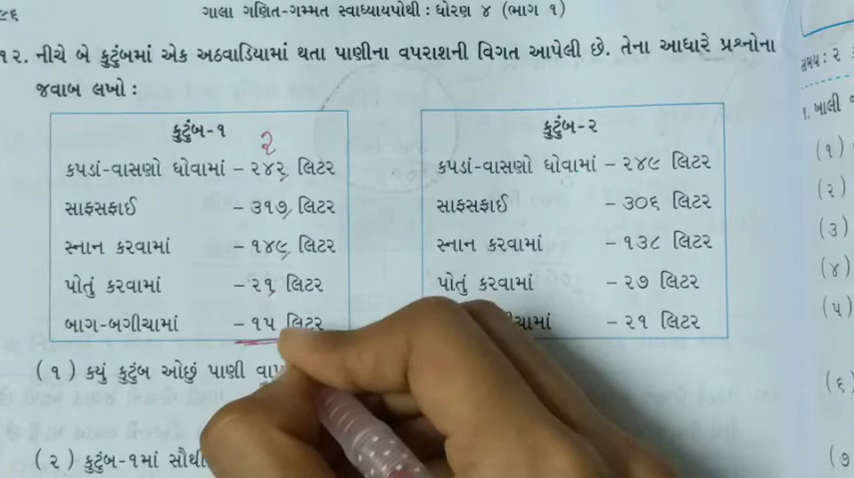 ૯૬ ગાલા ગણિત-ગમ્મત સ્વાધ્યાયપોથી : ધોરણ ૪ (ભાગ ૧)
૧૨. નીચે બે કુટુંબમાં એક અઠવાડિયામાં થતા પાણીના વપરાશની વિગત આપેલી છે. તેના આધારે પ્રશ્નોના
જવાબ લખો :
કુટુંબ-૧
૨
કપડાં-વાસણો ધોવામાં - ૨૪૨ લિટર
સાફસફાઈ - ૩૧૭ લિટર
સ્નાન કરવામાં - ૧૪૯ લિટર
પોતું કરવામાં - ૨૧ લિટર
બાગ-બગીચામાં - ૧૫ લિટર
કુટુંબ-૨
કપડાં-વાસણો ધોવામાં - ૨૪૯ લિટર
સાફસફાઈ - ૩૦૬ લિટર
સ્નાન કરવામાં - ૧૩૮ લિટર
પોતું કરવામાં - ૨૭ લિટર
- ૨૧ લિટર
(૧) કયું કુટુંબ ઓછું પાણી
(૨) કુટુંબ-૧માં સૌથી
સમય : ૨
૧. ખાલી
(૧)
(૨)
(૩)
(૪)
(૫)
(૬)
(૭